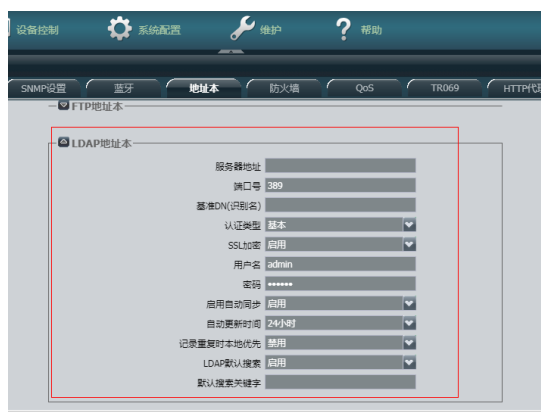 设备控制 系统配置 维护 帮助
SNMP设置 蓝牙 地址本 防火墙 QoS TR069 HTTP代
FTP地址本
LDAP地址本
服务器地址
端口号 389
基准DN(识别名)
认证类型 基本
SSL加密 启用
用户名 admin
密码 ••••••
启用自动同步 启用
自动更新时间 24小时
记录重复时本地优先 禁用
LDAP默认搜索 启用
默认搜索关键字